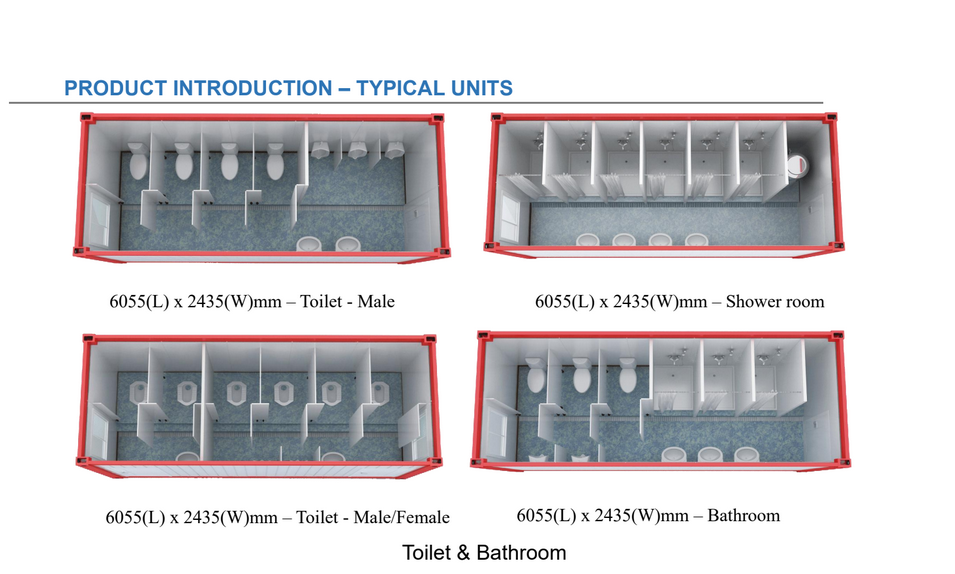 PRODUCT INTRODUCTION – TYPICAL UNITS
6055(L) x 2435(W)mm – Toilet - Male
6055(L) x 2435(W)mm – Shower room
6055(L) x 2435(W)mm – Toilet - Male/Female
6055(L) x 2435(W)mm – Bathroom
Toilet & Bathroom